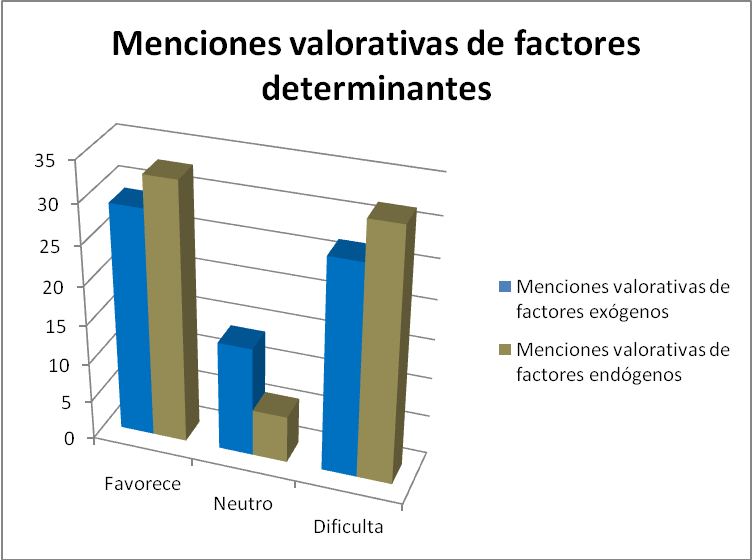 Menciones valorativas de factores
determinantes
35
30
25
20
15
10
5
0
Favorece
Neutro
Dificulta
Menciones valorativas de
factores exógenos
Menciones valorativas de
factores endógenos